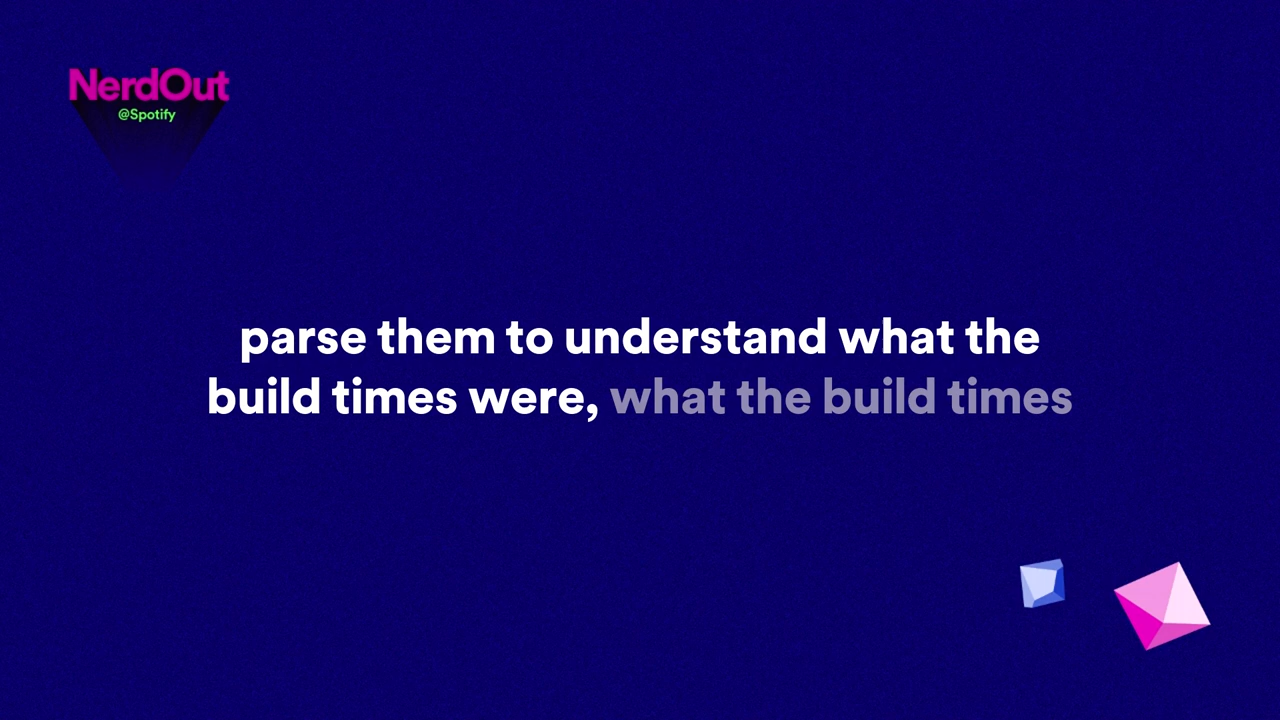 NerdOut
@Spotify
parse them to understand what the
build times were, what the build times